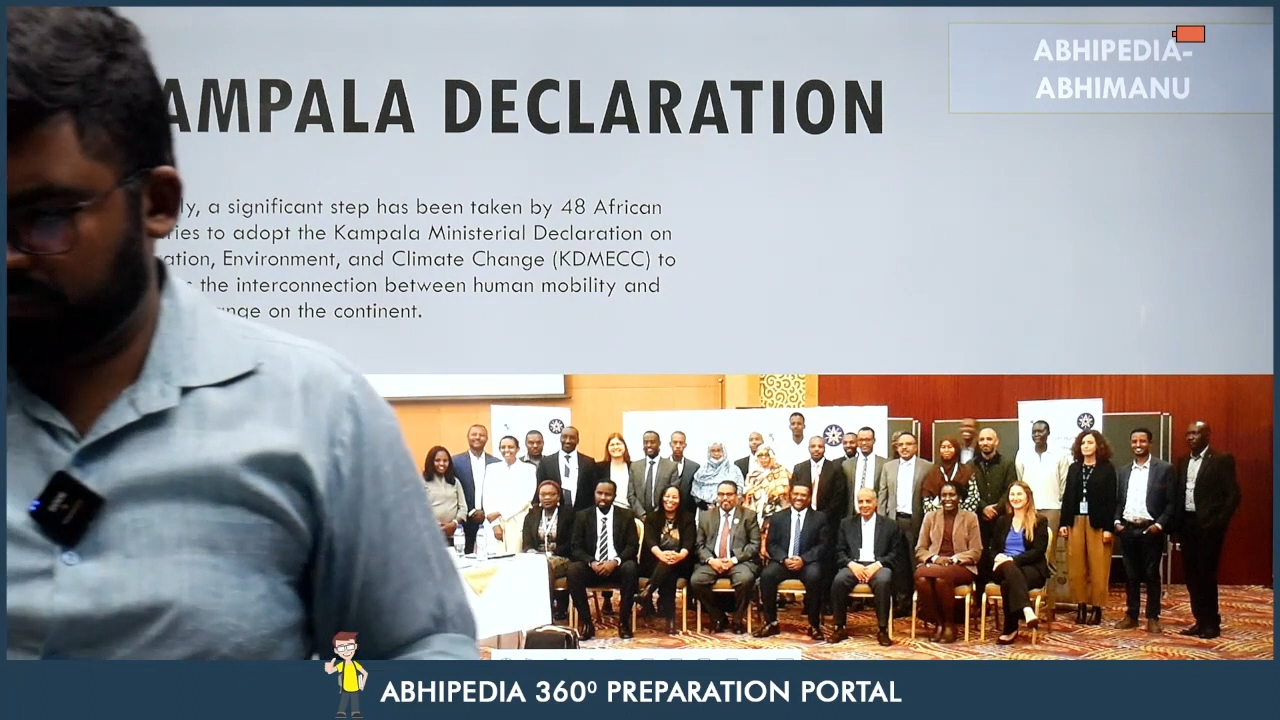 AMPALA DECLARATION
ABHIPEDIA-
ABHIMANU
ly, a significant step has been taken by 48 African
ries to adopt the Kampala Ministerial Declaration on
ation, Environment, and Climate Change (KDMECC) to
the interconnection between human mobility and
nge on the continent.
ABHIPEDIA 360º PREPARATION PORTAL